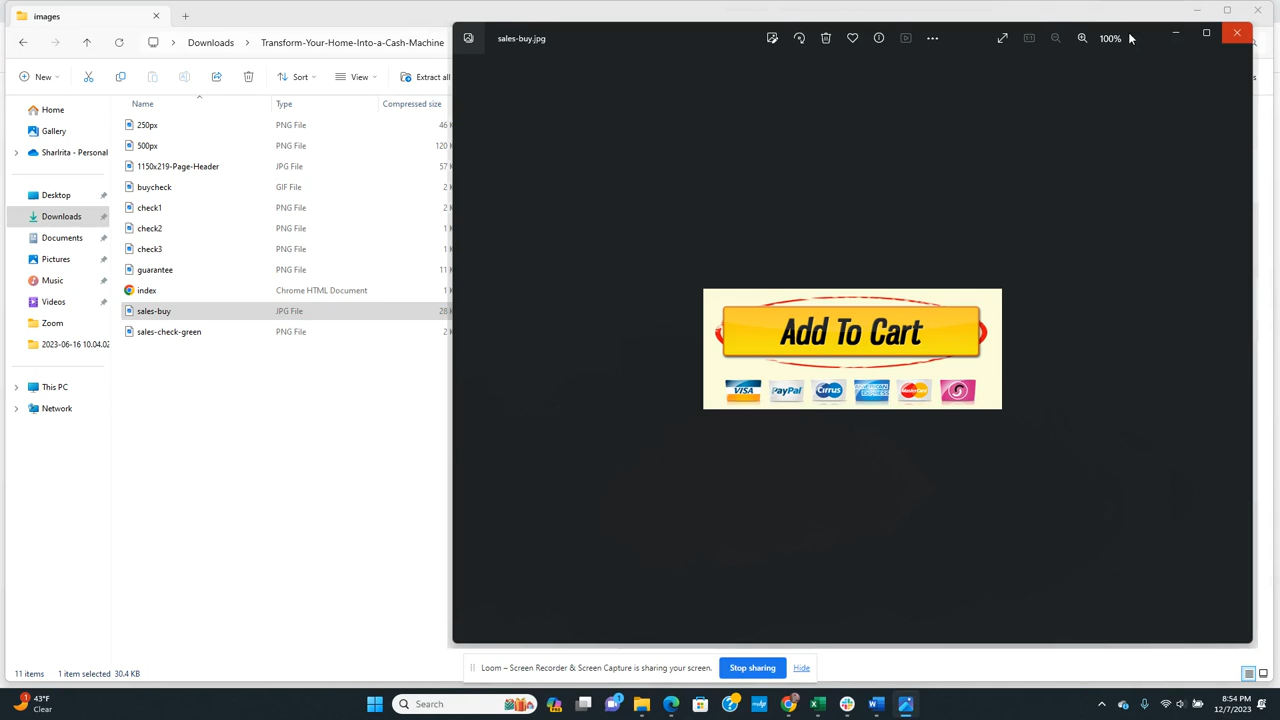 images
sales-buy.jpg
100%
Downloads
Transform-Your-Home-Into-a-Cash-Machine
New
Sort
View
Extract all
Name
Type
Compressed size
Home
Gallery
SharIrita - Personal
Desktop
Downloads
Documents
Pictures
Music
Videos
Zoom
2023-06-16 10.04.02
This PC
Network
250px PNG File 46 K
500px PNG File 120 K
1150x219-Page-Header JPG File 57 K
buycheck GIF File 2 K
check1 PNG File 2 K
check2 PNG File 1 K
check3 PNG File 1 K
guarantee PNG File 11 K
index Chrome HTML Document
sales-buy JPG File 28 K
sales-check-green PNG File 2 K
Add To Cart
VISA PayPal Cirrus AMERICAN EXPRESS MasterCard
11 items 1 item selected 30.4 KB
Loom – Screen Recorder & Screen Capture is sharing your screen.
Stop sharing
Hide
1
43°F
Clear
Search
1
8:54 PM
12/7/2023